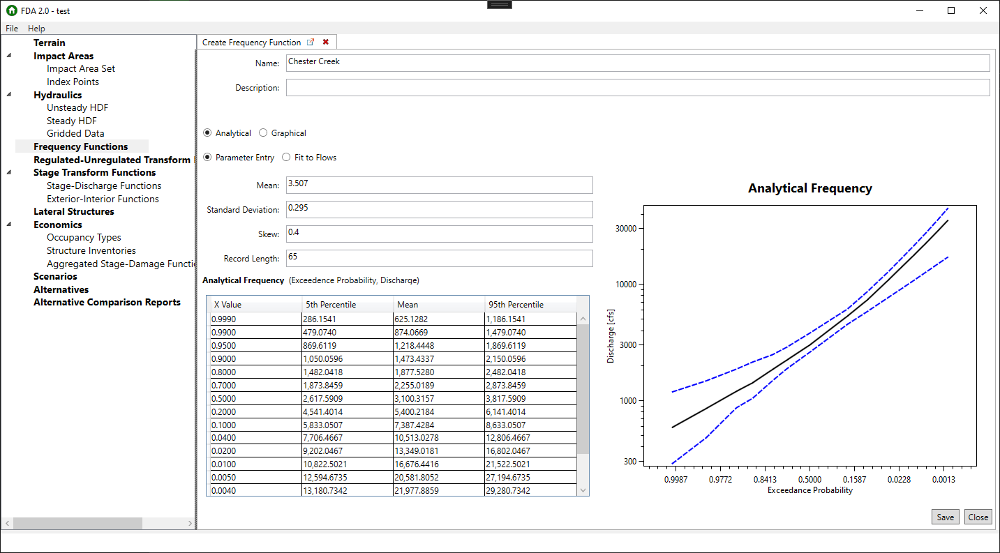 FDA 2.0 - test
File Help
Create Frequency Function
Terrain
Impact Areas
Impact Area Set
Index Points
Hydraulics
Unsteady HDF
Steady HDF
Gridded Data
Frequency Functions
Regulated-Unregulated Transform
Stage Transform Functions
Stage-Discharge Functions
Exterior-Interior Functions
Lateral Structures
Economics
Occupancy Types
Structure Inventories
Aggregated Stage-Damage Functi
Scenarios
Alternatives
Alternative Comparison Reports
Name: Chester Creek
Description:
Analytical Graphical
Parameter Entry Fit to Flows
Mean: 3.507
Standard Deviation: 0.295
Skew: 0.4
Record Length: 65
Analytical Frequency (Exceedence Probability, Discharge)
X Value 5th Percentile Mean 95th Percentile
0.9990 286.1541 625.1282 1,186.1541
0.9900 479.0740 874.0669 1,479.0740
0.9500 869.6119 1,218.4448 1,869.6119
0.9000 1,050.0596 1,473.4337 2,150.0596
0.8000 1,482.0418 1,877.5280 2,482.0418
0.7000 1,873.8459 2,255.0189 2,873.8459
0.5000 2,617.5909 3,100.3157 3,817.5909
0.2000 4,541.4014 5,400.2184 6,141.4014
0.1000 5,833.0507 7,387.4284 8,633.0507
0.0400 7,706.4667 10,513.0278 12,806.4667
0.0200 9,202.0467 13,349.0181 16,802.0467
0.0100 10,822.5021 16,676.4416 21,522.5021
0.0050 12,594.6735 20,581.8052 27,194.6735
0.0040 13,180.7342 21,977.8859 29,280.7342
Analytical Frequency
Discharge [cfs]
30000
10000
3000
1000
300
0.9987 0.9772 0.8413 0.5000 0.1587 0.0228 0.0013
Exceedance Probability
Save Close